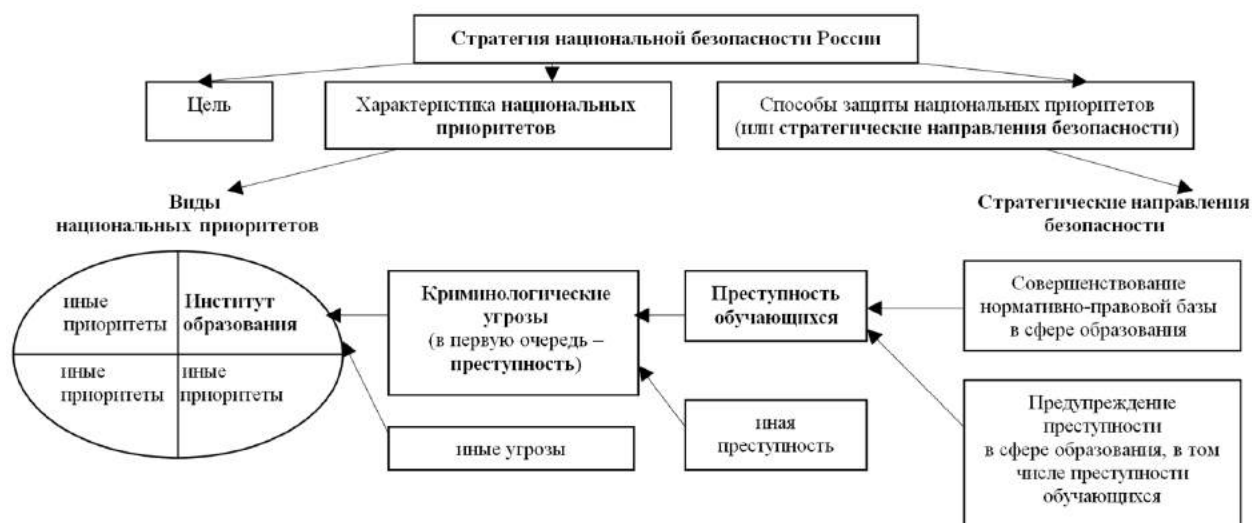 Стратегия национальной безопасности России
Цель
Характеристика национальных
приоритетов
Способы защиты национальных приоритетов
(или стратегические направления безопасности)
Виды
национальных приоритетов
Стратегические направления
безопасности
иные
приоритеты
Институт
образования
иные
приоритеты
иные
приоритеты
Криминологические
угрозы
(в первую очередь –
преступность)
иные угрозы
Преступность
обучающихся
иная
преступность
Совершенствование
нормативно-правовой базы
в сфере образования
Предупреждение
преступности
в сфере образования, в том
числе преступности
обучающихся